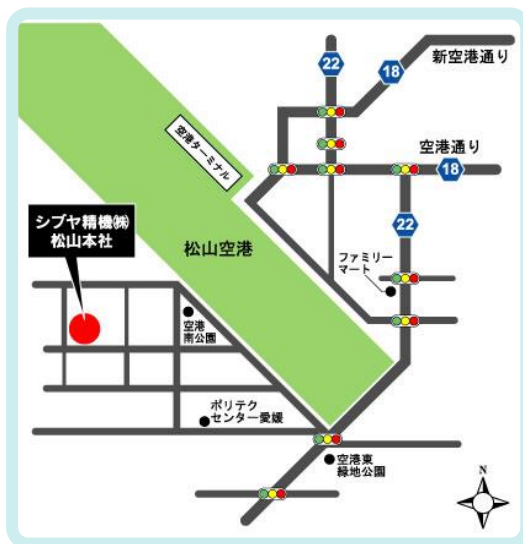 22
18
新空港通り
空港通り
18
22
空港ターミナル
シブヤ精機㈱
松山本社
松山空港
ファミリー
マート
空港
南公園
ポリテク
センター愛媛
空港東
緑地公園
N